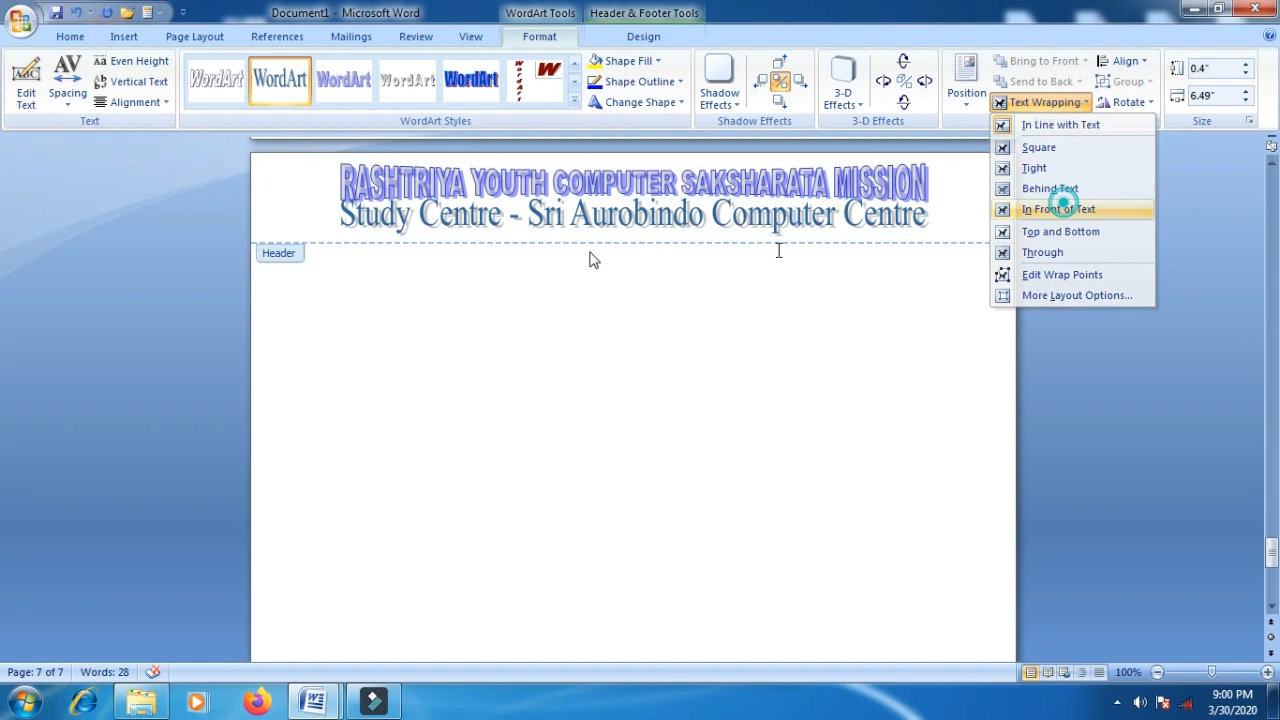 Document1 - Microsoft Word
WordArt Tools
Header & Footer Tools
Home Insert Page Layout References Mailings Review View Format Design
Edit Text
Spacing
Even Height
Vertical Text
Alignment
Text
WordArt WordArt WordArt WordArt WordArt WordArt W
WordArt Styles
Shape Fill
Shape Outline
Change Shape
Shadow Effects
Shadow Effects
3-D Effects
3-D Effects
Position
Bring to Front
Send to Back
Text Wrapping
Align
Group
Rotate
0.4"
6.49"
Size
In Line with Text
Square
Tight
Behind Text
In Front of Text
Top and Bottom
Through
Edit Wrap Points
More Layout Options...
RASHTRIYA YOUTH COMPUTER SAKSHARATA MISSION
Study Centre - Sri Aurobindo Computer Centre
Header
Page: 7 of 7 Words: 28
100%
9:00 PM
3/30/2020